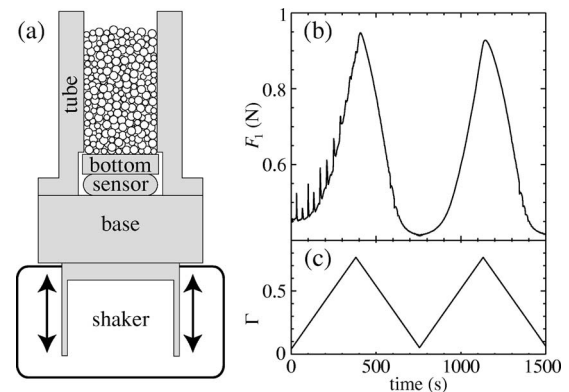 (a)
tube
bottom
sensor
base
shaker
(b)
1
0.8
0.6
F₁ (N)
(c)
0.5
0
Γ
0 500 1000 1500
time (s)